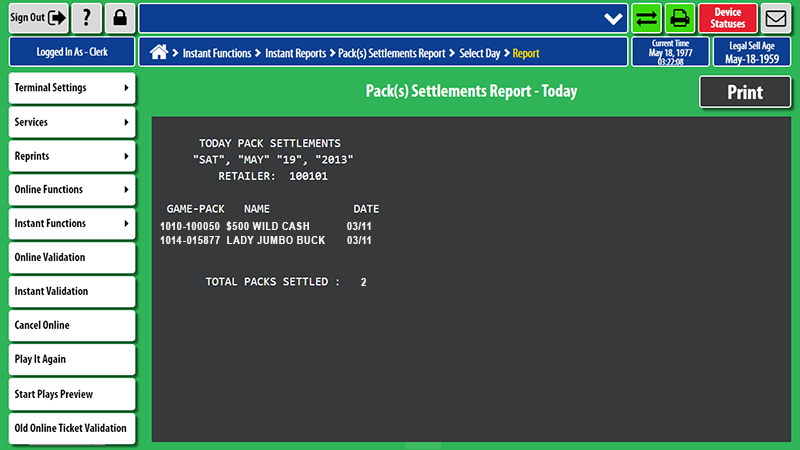 Sign Out
?
Device
Statuses
Logged In As - Clerk
Instant Functions > Instant Reports > Pack(s) Settlements Report > Select Day > Report
Current Time
May 18, 1977
03:22:08
Legal Sell Age
May-18-1959
Terminal Settings
Services
Reprints
Online Functions
Instant Functions
Online Validation
Instant Validation
Cancel Online
Play It Again
Start Plays Preview
Old Online Ticket Validation
Pack(s) Settlements Report - Today
Print
TODAY PACK SETTLEMENTS
"SAT", "MAY" "19", "2013"
RETAILER: 100101
GAME-PACK NAME DATE
1010-100050 $500 WILD CASH 03/11
1014-015877 LADY JUMBO BUCK 03/11
TOTAL PACKS SETTLED : 2